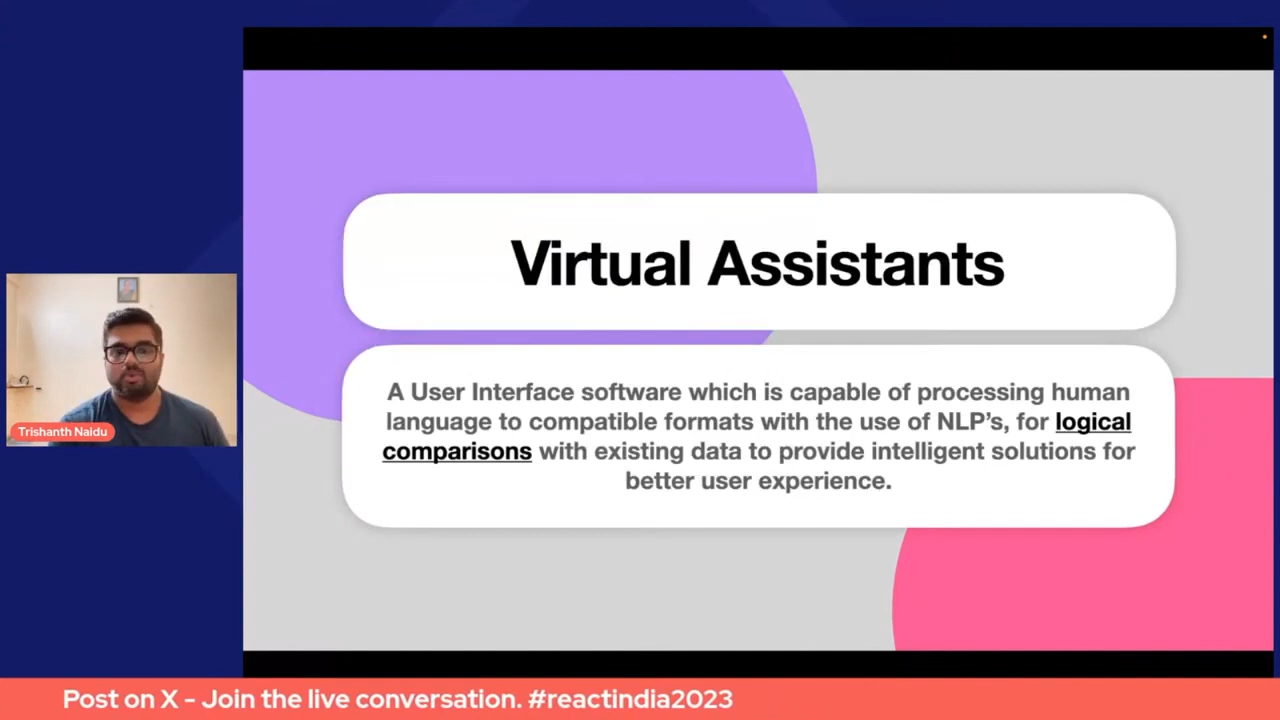 Virtual Assistants
A User Interface software which is capable of processing human
language to compatible formats with the use of NLP’s, for logical
comparisons with existing data to provide intelligent solutions for
better user experience.
Trishanth Naidu
Post on X - Join the live conversation. #reactindia2023